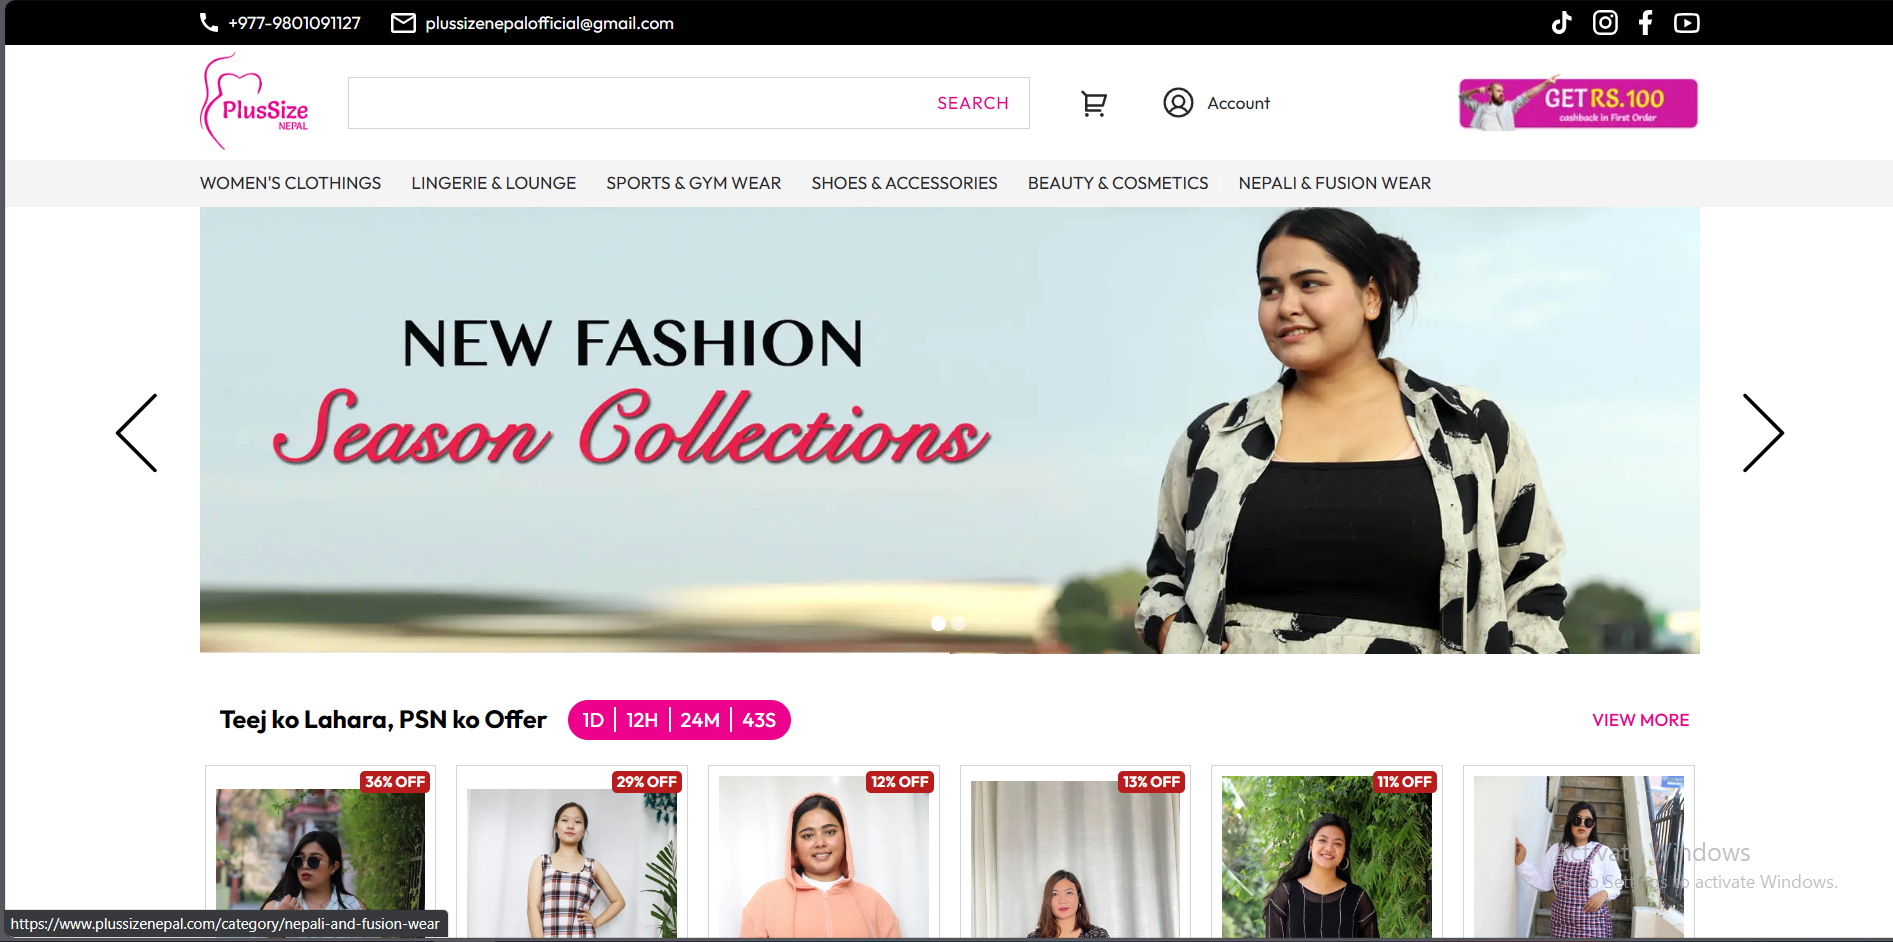 +977-9801091127 plussizenepalofficial@gmail.com
PlusSize
NEPAL
SEARCH
Account
GET RS.100
cashback in First Order
WOMEN'S CLOTHINGS LINGERIE & LOUNGE SPORTS & GYM WEAR SHOES & ACCESSORIES BEAUTY & COSMETICS NEPALI & FUSION WEAR
NEW FASHION
Season Collections
Teej ko Lahara, PSN ko Offer 1D 12H 24M 43S VIEW MORE
36% OFF 29% OFF 12% OFF 13% OFF 11% OFF
Activate Windows
Go to Settings to activate Windows.
https://www.plussizenepal.com/category/nepali-and-fusion-wear